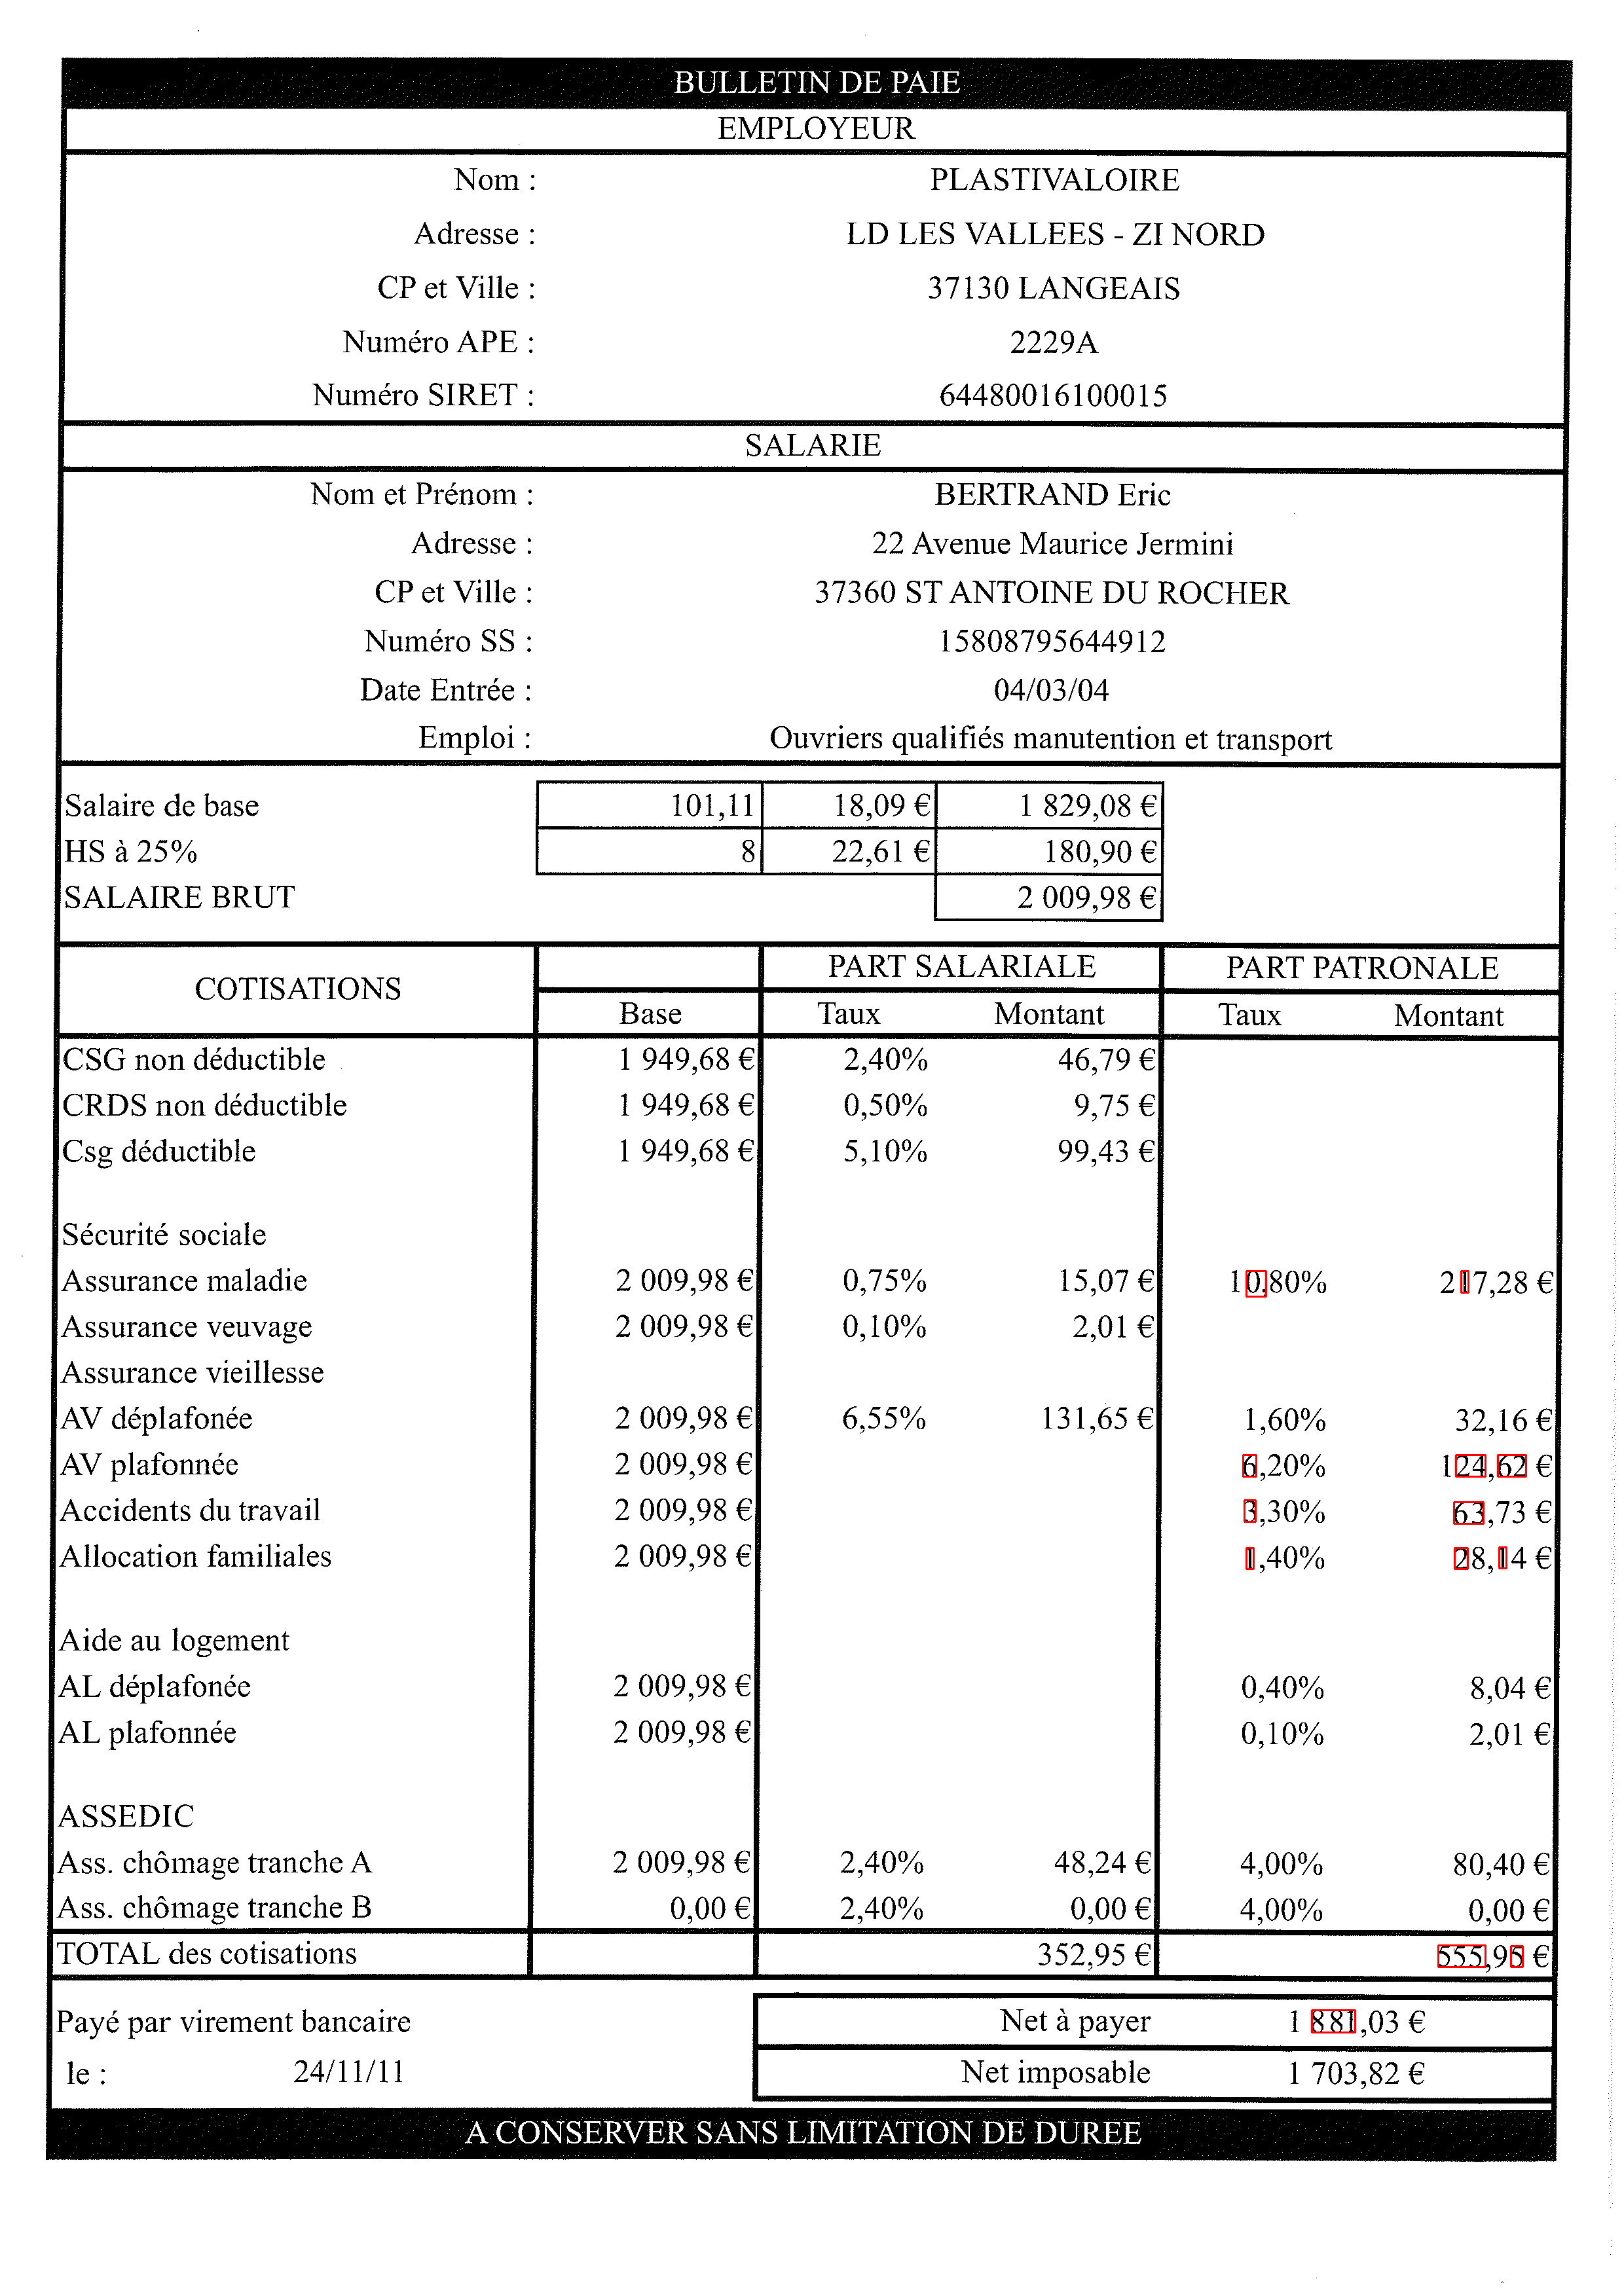 BULLETIN DE PAIE
EMPLOYEUR
Nom : PLASTIVALOIRE
Adresse : LD LES VALLEES - ZI NORD
CP et Ville : 37130 LANGEAIS
Numéro APE : 2229A
Numéro SIRET : 64480016100015
SALARIE
Nom et Prénom : BERTRAND Eric
Adresse : 22 Avenue Maurice Jermini
CP et Ville : 37360 ST ANTOINE DU ROCHER
Numéro SS : 15808795644912
Date Entrée : 04/03/04
Emploi : Ouvriers qualifiés manutention et transport
Salaire de base 101,11 18,09 € 1 829,08 €
HS à 25% 8 22,61 € 180,90 €
SALAIRE BRUT 2 009,98 €
COTISATIONS PART SALARIALE PART PATRONALE
Base Taux Montant Taux Montant
CSG non déductible 1 949,68 € 2,40% 46,79 €
CRDS non déductible 1 949,68 € 0,50% 9,75 €
Csg déductible 1 949,68 € 5,10% 99,43 €
Sécurité sociale
Assurance maladie 2 009,98 € 0,75% 15,07 € 10.80% 217,28 €
Assurance veuvage 2 009,98 € 0,10% 2,01 €
Assurance vieillesse
AV déplafonée 2 009,98 € 6,55% 131,65 € 1,60% 32,16 €
AV plafonnée 2 009,98 € 6,20% 124,62 €
Accidents du travail 2 009,98 € 3,30% 63,73 €
Allocation familiales 2 009,98 € 1,40% 28,14 €
Aide au logement
AL déplafonée 2 009,98 € 0,40% 8,04 €
AL plafonnée 2 009,98 € 0,10% 2,01 €
ASSEDIC
Ass. chômage tranche A 2 009,98 € 2,40% 48,24 € 4,00% 80,40 €
Ass. chômage tranche B 0,00 € 2,40% 0,00 € 4,00% 0,00 €
TOTAL des cotisations 352,95 € 555,95 €
Payé par virement bancaire Net à payer 1 881,03 €
le : 24/11/11 Net imposable 1 703,82 €
A CONSERVER SANS LIMITATION DE DUREE